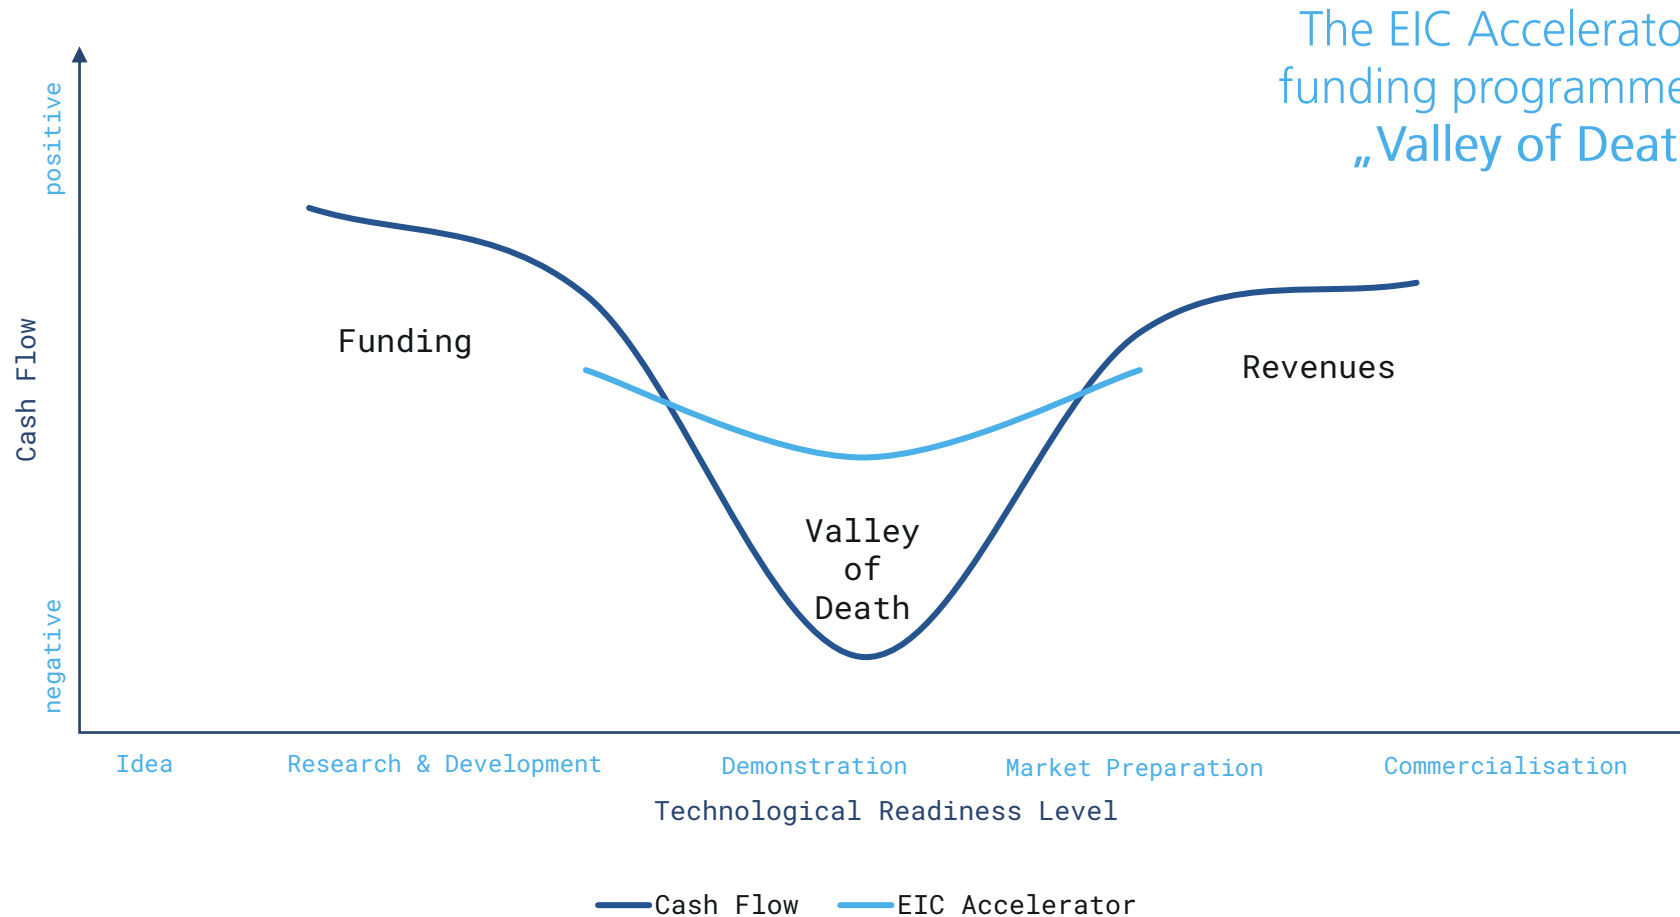 The EIC Accelerato
funding programme
„Valley of Deat
positive
Cash Flow
negative
Funding
Revenues
Valley
of
Death
Idea
Research & Development
Demonstration
Market Preparation
Commercialisation
Technological Readiness Level
Cash Flow
EIC Accelerator